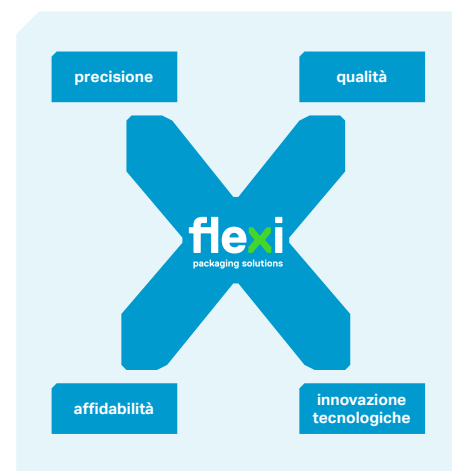 precisione
qualità
flexi
packaging solutions
affidabilità
innovazione
tecnologiche